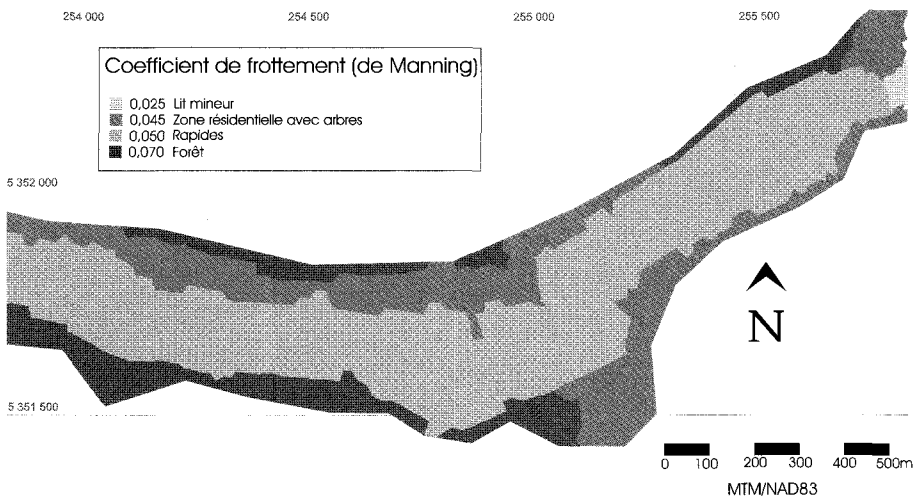 254 000 254 500 255 000 255 500
Coefficient de frottement (de Manning)
0,025 Lit mineur
0,045 Zone résidentielle avec arbres
0,050 Rapides
0,070 Forêt
5 352 000
N
5 351 500
0 100 200 300 400 500m
MTM/NAD83